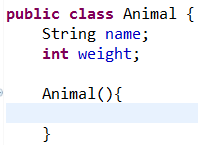 public class Animal {
String name;
int weight;
Animal(){
}